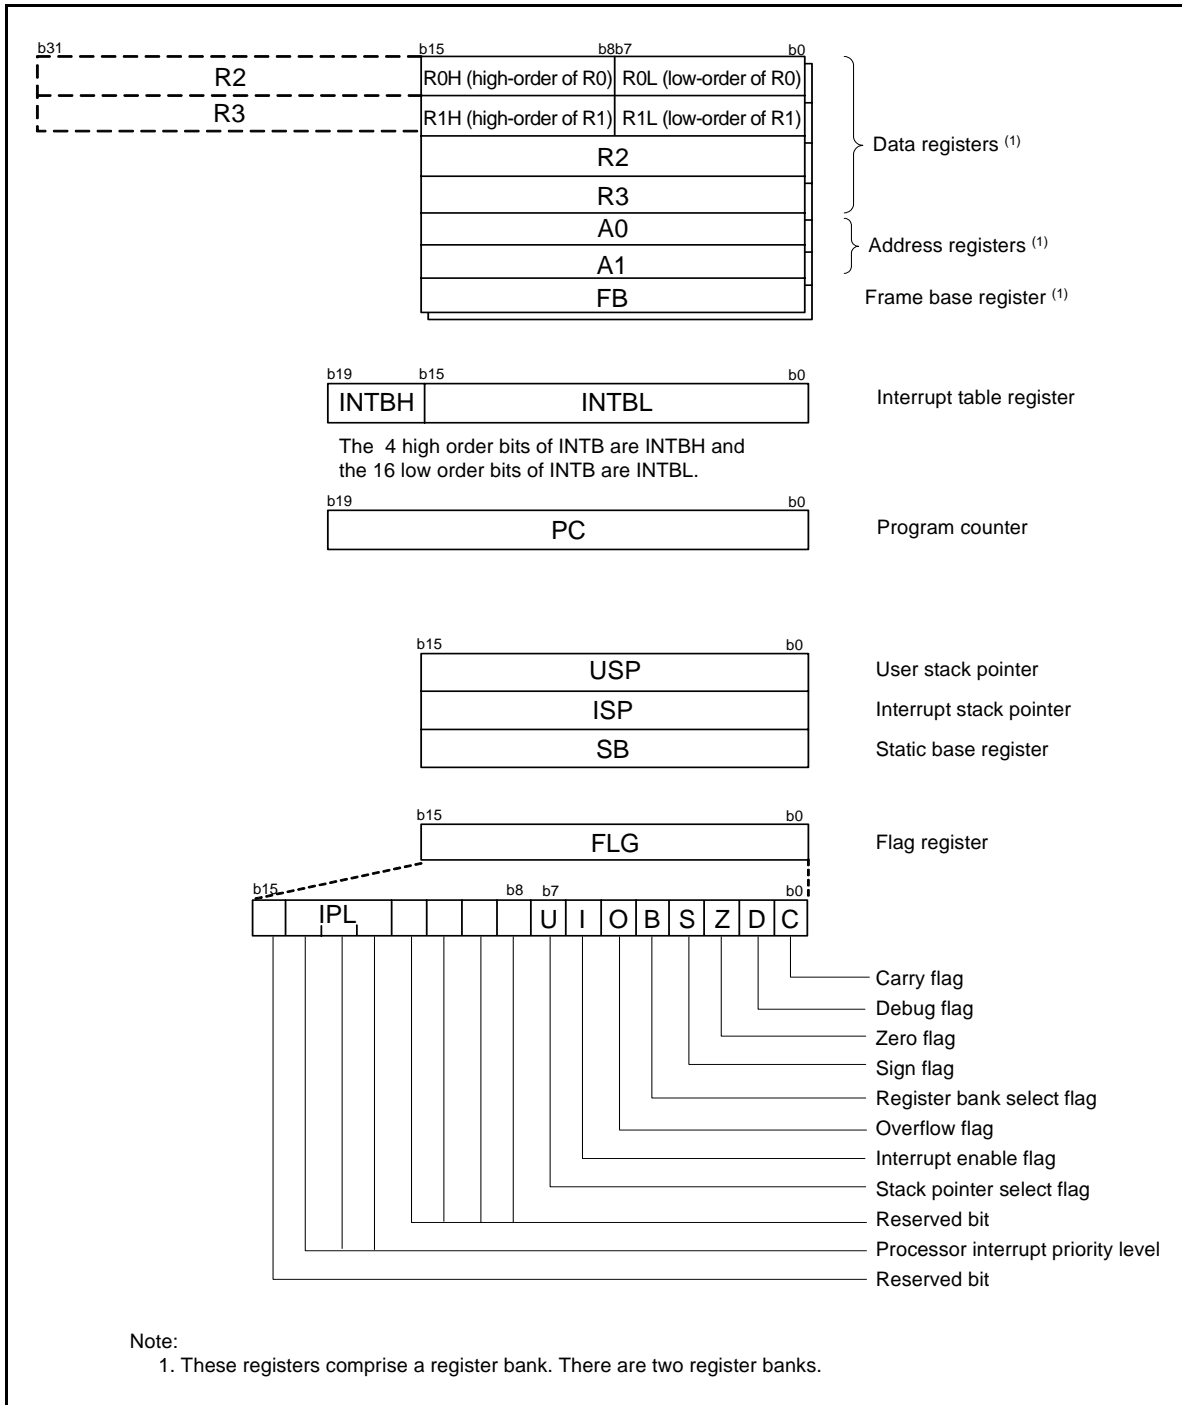 b31 b15 b8b7 b0
R2 R0H (high-order of R0) R0L (low-order of R0)
R3 R1H (high-order of R1) R1L (low-order of R1)
Data registers (1)
R2
R3
A0
Address registers (1)
A1
FB Frame base register (1)
b19 b15 b0
INTBH INTBL Interrupt table register
The 4 high order bits of INTB are INTBH and
the 16 low order bits of INTB are INTBL.
b19 b0
PC Program counter
b15 b0
USP User stack pointer
ISP Interrupt stack pointer
SB Static base register
b15 b0
FLG Flag register
b15 b8 b7 b0
IPL U I O B S Z D C
Carry flag
Debug flag
Zero flag
Sign flag
Register bank select flag
Overflow flag
Interrupt enable flag
Stack pointer select flag
Reserved bit
Processor interrupt priority level
Reserved bit
Note:
1. These registers comprise a register bank. There are two register banks.